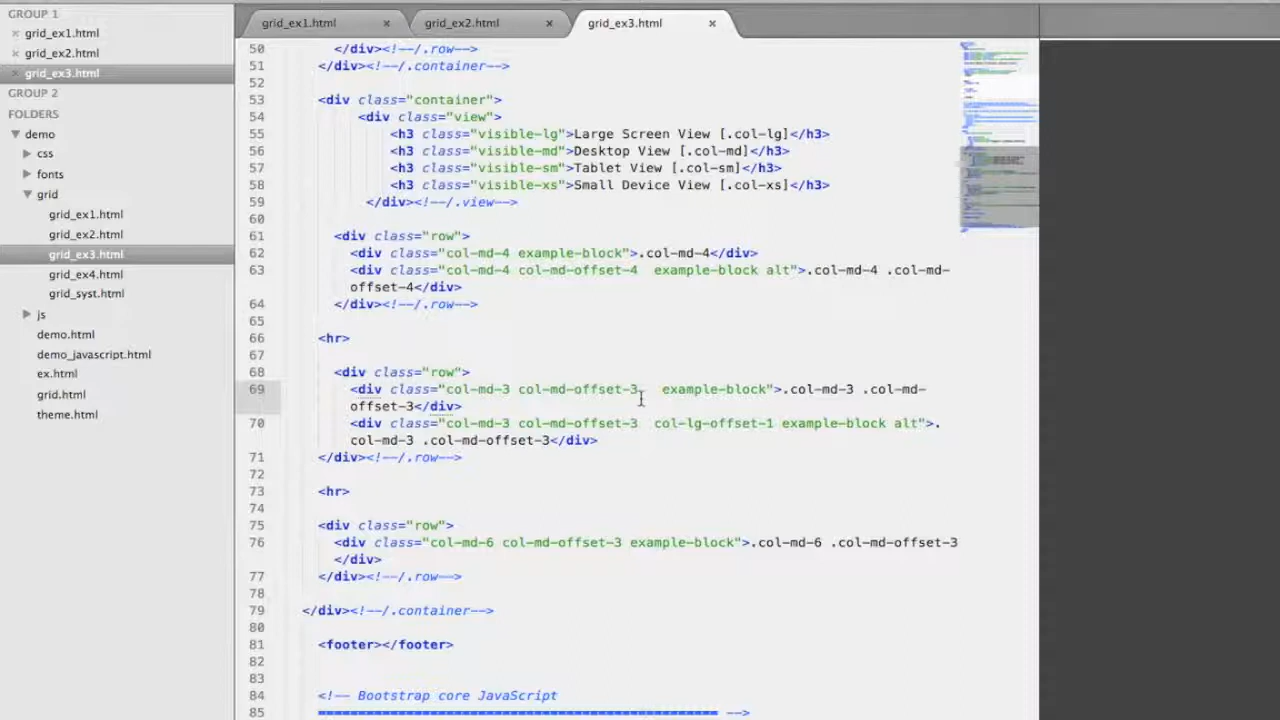 GROUP 1
grid_ex1.html
grid_ex2.html
grid_ex3.html
GROUP 2
FOLDERS
demo
css
fonts
grid
grid_ex1.html
grid_ex2.html
grid_ex3.html
grid_ex4.html
grid_syst.html
js
demo.html
demo_javascript.html
ex.html
grid.html
theme.html
grid_ex1.html
grid_ex2.html
grid_ex3.html
50 </div><!--/.row-->
51 </div><!--/.container-->
52
53 <div class="container">
54 <div class="view">
55 <h3 class="visible-lg">Large Screen View [.col-lg]</h3>
56 <h3 class="visible-md">Desktop View [.col-md]</h3>
57 <h3 class="visible-sm">Tablet View [.col-sm]</h3>
58 <h3 class="visible-xs">Small Device View [.col-xs]</h3>
59 </div><!--/.view-->
60
61 <div class="row">
62 <div class="col-md-4 example-block">.col-md-4</div>
63 <div class="col-md-4 col-md-offset-4  example-block alt">.col-md-4 .col-md-
offset-4</div>
64 </div><!--/.row-->
65
66 <hr>
67
68 <div class="row">
69 <div class="col-md-3 col-md-offset-3   example-block">.col-md-3 .col-md-
offset-3</div>
70 <div class="col-md-3 col-md-offset-3  col-lg-offset-1 example-block alt">.
col-md-3 .col-md-offset-3</div>
71 </div><!--/.row-->
72
73 <hr>
74
75 <div class="row">
76 <div class="col-md-6 col-md-offset-3 example-block">.col-md-6 .col-md-offset-3
</div>
77 </div><!--/.row-->
78
79 </div><!--/.container-->
80
81 <footer></footer>
82
83
84 <!-- Bootstrap core JavaScript
85 ================================================== -->